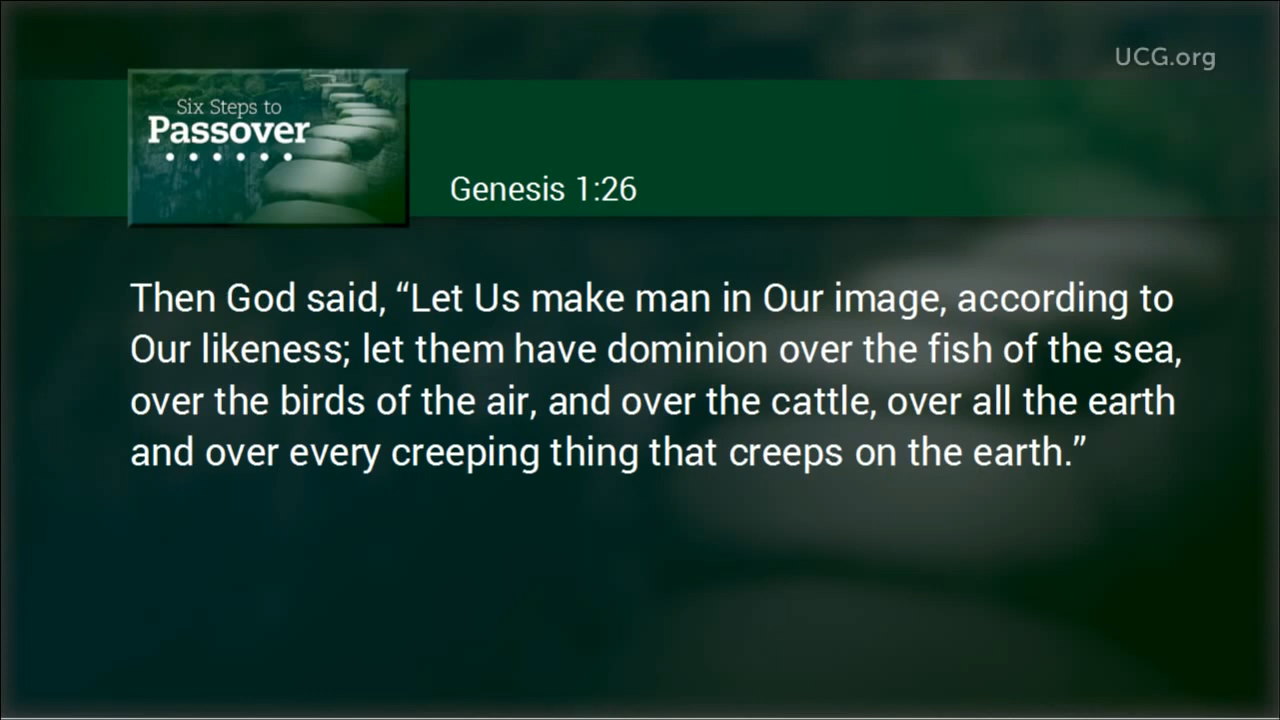 UCG.org
Six Steps to
Passover
Genesis 1:26
Then God said, “Let Us make man in Our image, according to
Our likeness; let them have dominion over the fish of the sea,
over the birds of the air, and over the cattle, over all the earth
and over every creeping thing that creeps on the earth.”